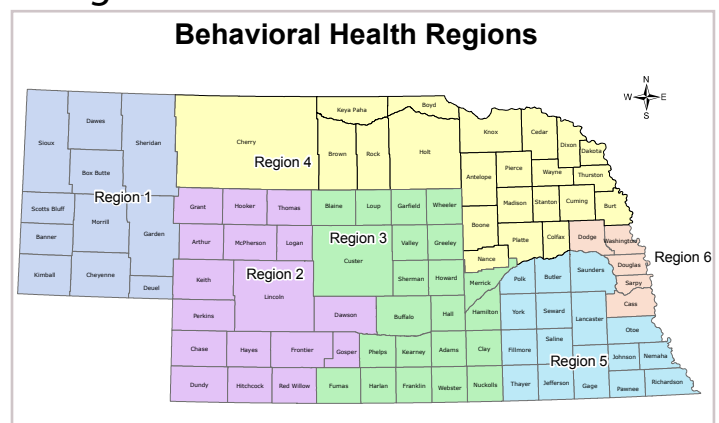 Behavioral Health Regions
N
W E
S
Sioux
Dawes
Sheridan
Box Butte
Region 1
Scotts Bluff
Morrill
Garden
Banner
Kimball
Cheyenne
Deuel
Cherry
Region 4
Keya Paha
Boyd
Brown
Rock
Holt
Knox
Cedar
Dixon
Dakota
Antelope
Pierce
Wayne
Thurston
Madison
Stanton
Cuming
Burt
Boone
Platte
Colfax
Nance
Grant
Hooker
Thomas
Arthur
McPherson
Logan
Region 2
Keith
Lincoln
Perkins
Dawson
Chase
Hayes
Frontier
Gosper
Dundy
Hitchcock
Red Willow
Blaine
Loup
Garfield
Wheeler
Region 3
Custer
Valley
Greeley
Sherman
Howard
Merrick
Buffalo
Hall
Hamilton
Phelps
Kearney
Adams
Clay
Fumas
Harlan
Franklin
Webster
Nuckolls
Dodge
Washington
Region 6
Douglas
Sarpy
Cass
Polk
Butler
Saunders
York
Seward
Lancaster
Otoe
Fillmore
Saline
Region 5
Johnson
Nemaha
Thayer
Jefferson
Gage
Pawnee
Richardson